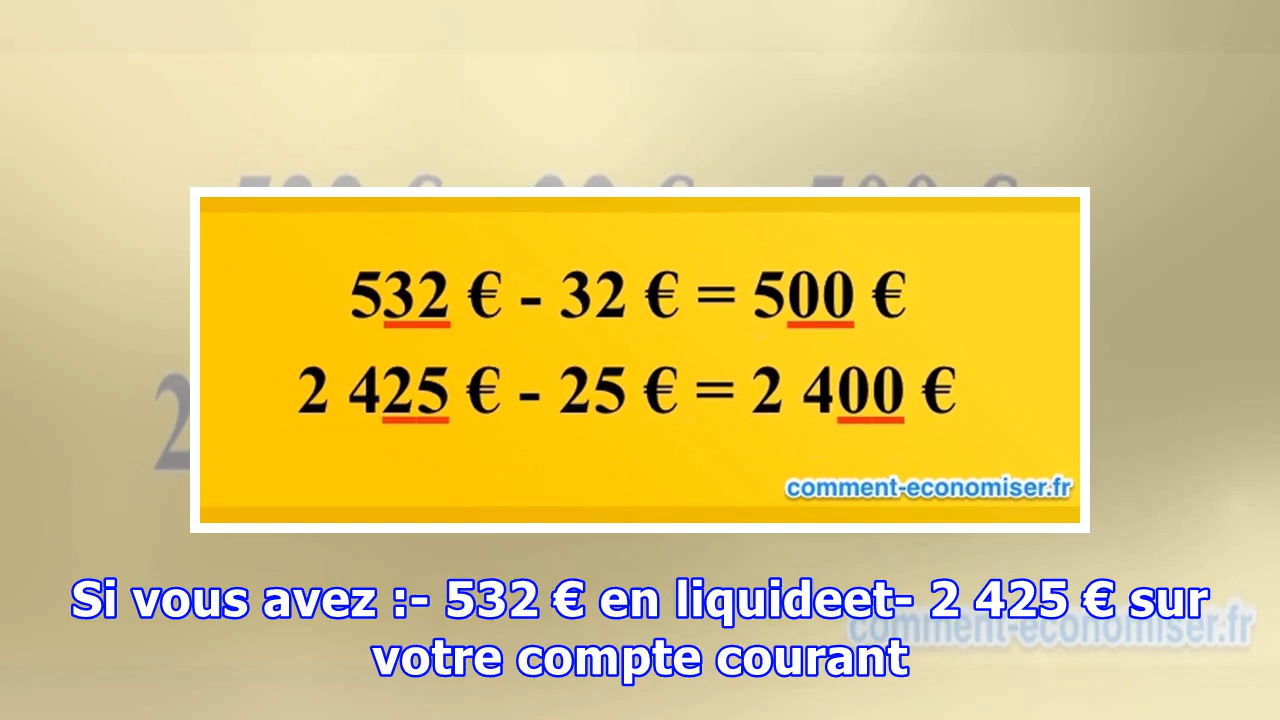 532 € - 32 € = 500 €
2 425 € - 25 € = 2 400 €
comment-economiser.fr
Si vous avez :- 532 € en liquideet- 2 425 € sur
comment-economiser.fr
votre compte courant